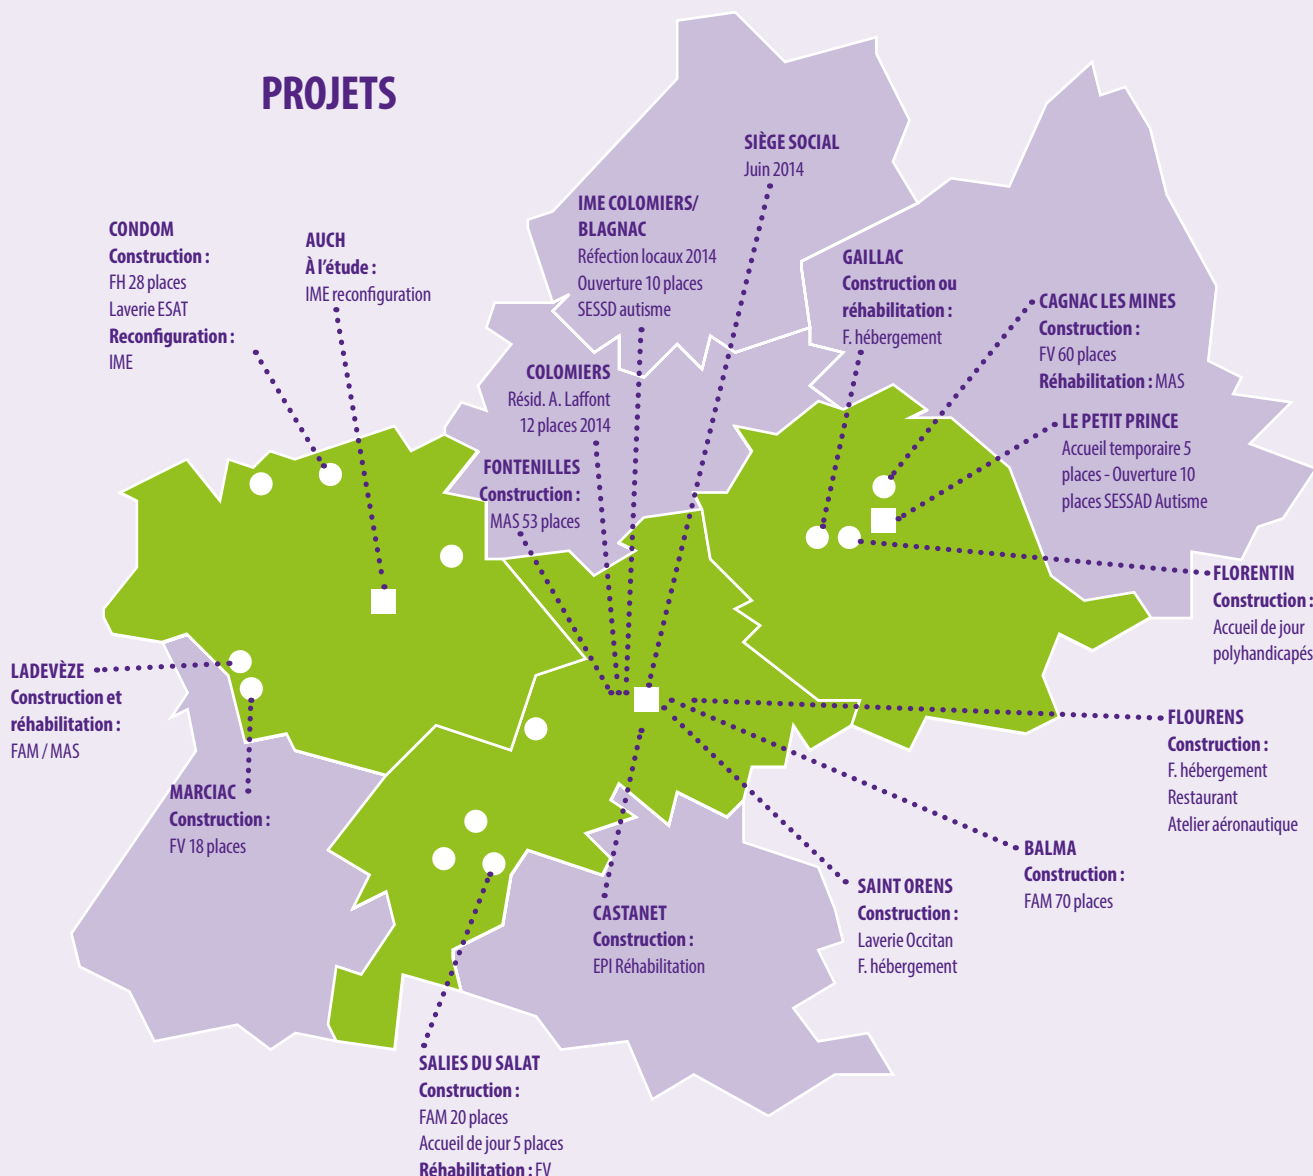 PROJETS
SIÈGE SOCIAL
Juin 2014
IME COLOMIERS/
BLAGNAC
Réfection locaux 2014
Ouverture 10 places
SESSD autisme
CONDOM
Construction :
FH 28 places
Laverie ESAT
Reconfiguration :
IME
AUCH
À l'étude :
IME reconfiguration
GAILLAC
Construction ou
réhabilitation :
F. hébergement
CAGNAC LES MINES
Construction :
FV 60 places
Réhabilitation : MAS
COLOMIERS
Résid. A. Laffont
12 places 2014
LE PETIT PRINCE
Accueil temporaire 5
places - Ouverture 10
places SESSAD Autisme
FONTENILLES
Construction :
MAS 53 places
FLORENTIN
Construction :
Accueil de jour
polyhandicapés
LADEVÈZE
Construction et
réhabilitation :
FAM / MAS
FLOURENS
Construction :
F. hébergement
Restaurant
Atelier aéronautique
MARCIAC
Construction :
FV 18 places
BALMA
Construction :
FAM 70 places
SAINT ORENS
Construction :
Laverie Occitan
F. hébergement
CASTANET
Construction :
EPI Réhabilitation
SALIES DU SALAT
Construction :
FAM 20 places
Accueil de jour 5 places
Réhabilitation : FV